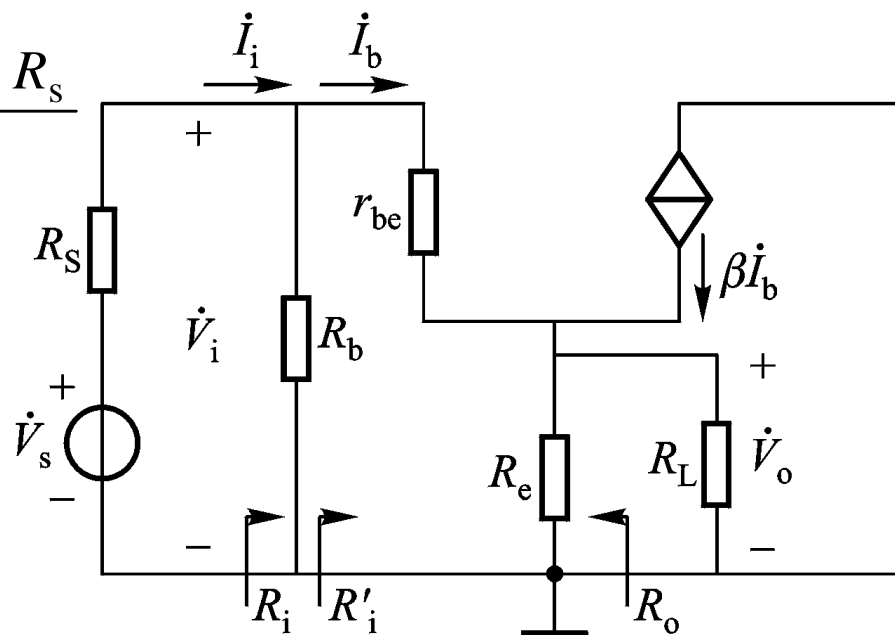 İ_i İ_b
R_s
+
r_be
R_S
βİ_b
V̇_i R_b
+ +
V̇_s R_e R_L V̇_o
−
− −
R_i R'_i R_o